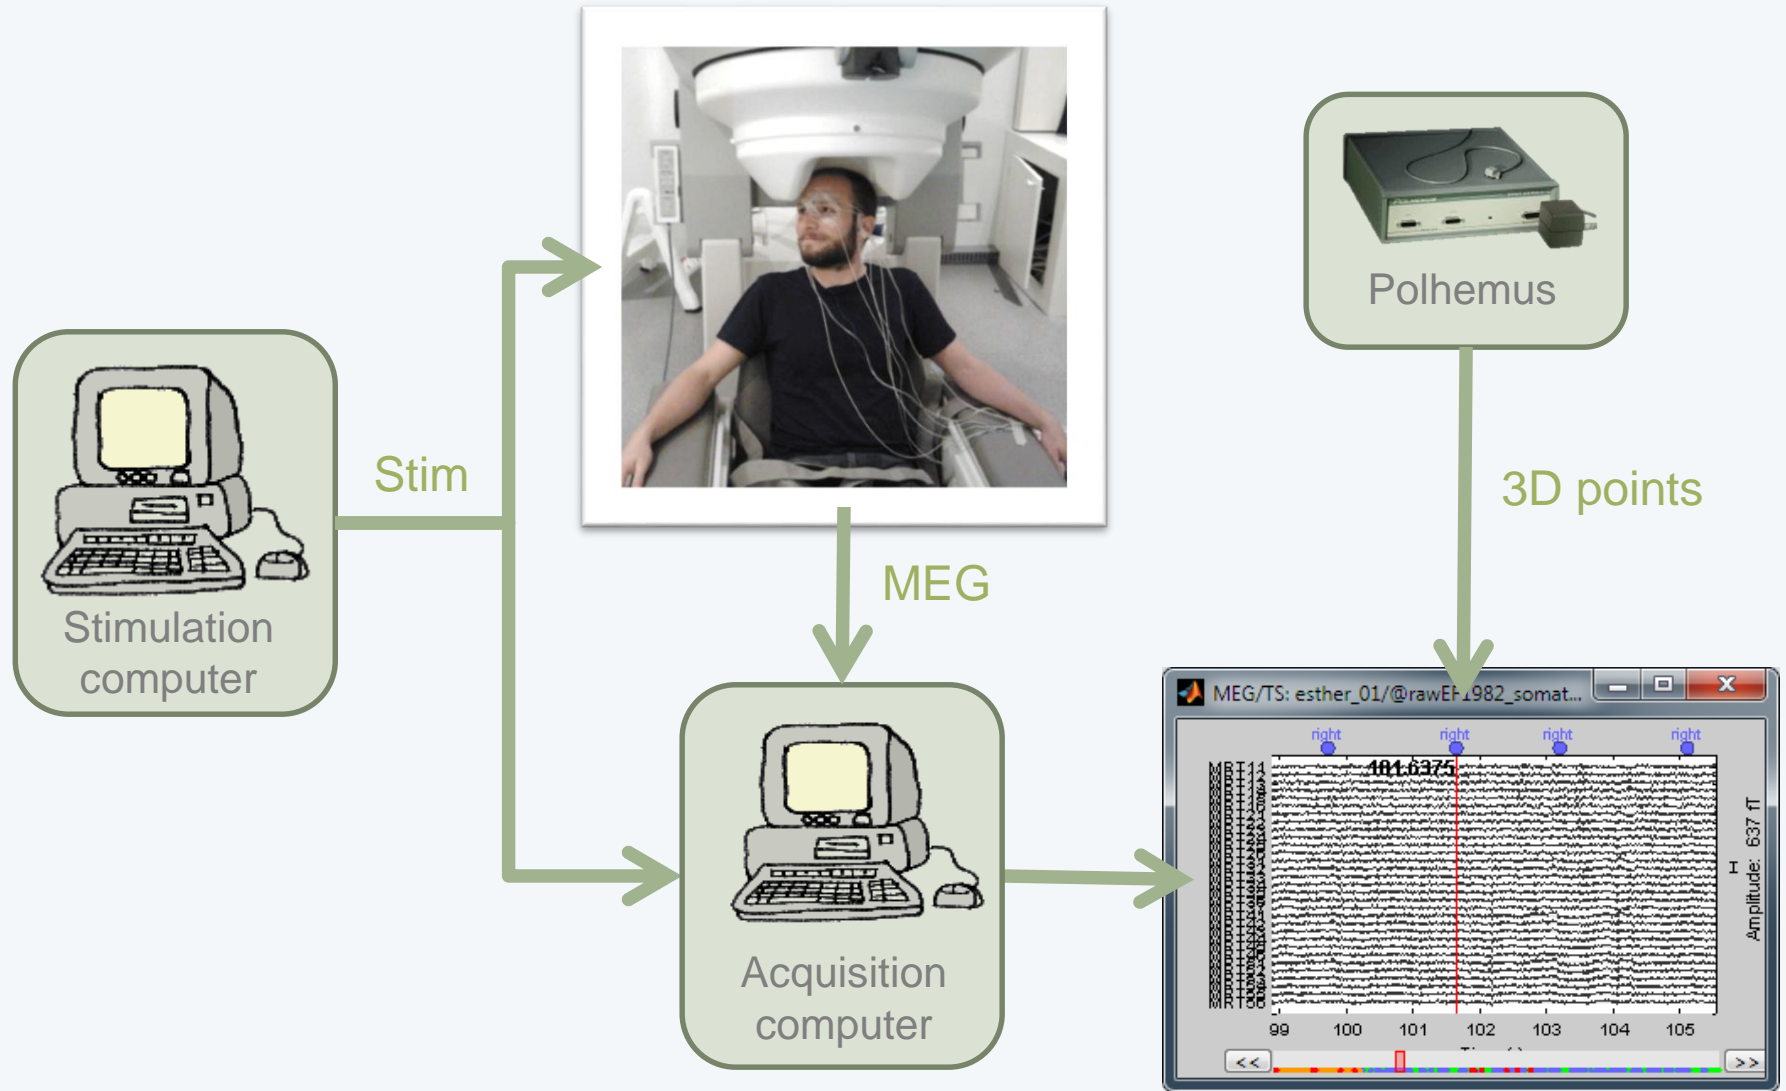 Stimulation
computer
Stim
MEG
Polhemus
3D points
Acquisition
computer
MEG/TS: esther_01/@rawEF1982_somat...
right right right right
101.6375
MRT11
Amplitude: 637 fT
99 100 101 102 103 104 105
<< >>